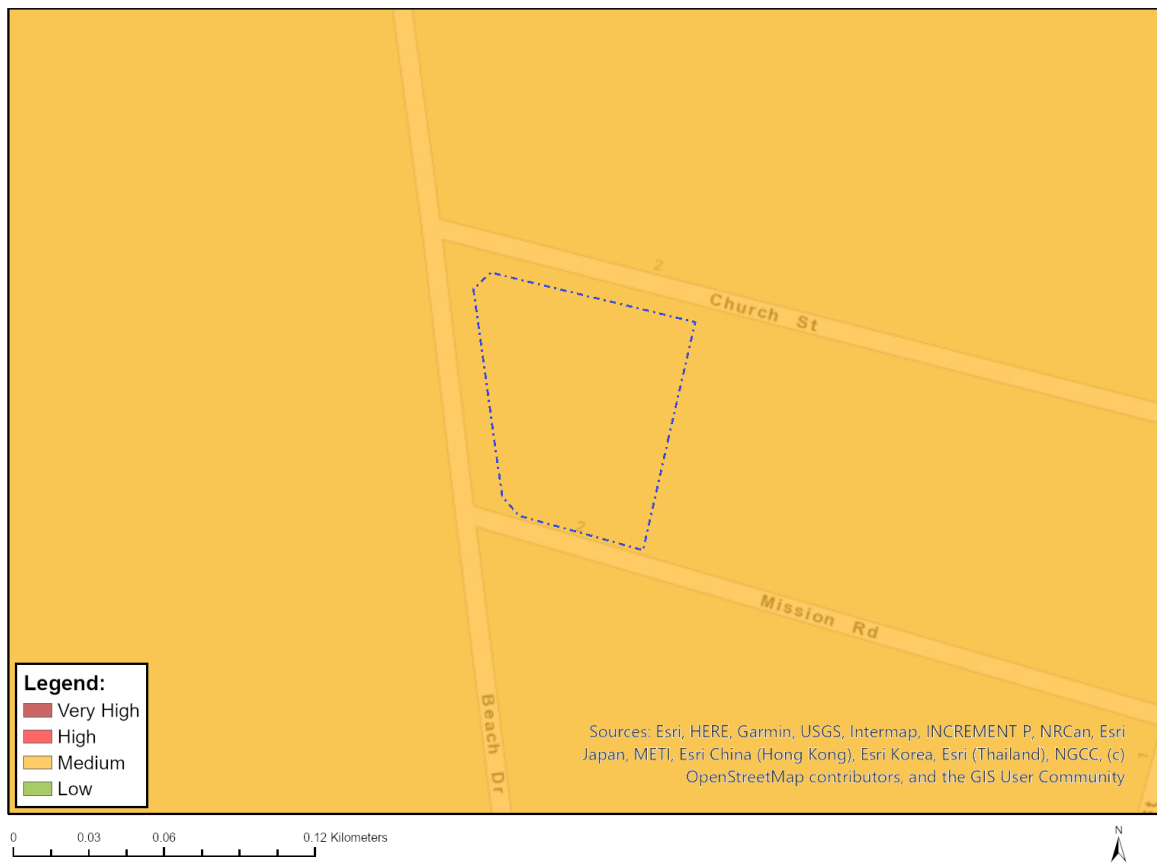 2
Church St
2
Mission Rd
Beach Dr
1
Legend:
Very High
High
Medium
Low
Sources: Esri, HERE, Garmin, USGS, Intermap, INCREMENT P, NRCan, Esri
Japan, METI, Esri China (Hong Kong), Esri Korea, Esri (Thailand), NGCC, (c)
OpenStreetMap contributors, and the GIS User Community
0 0.03 0.06 0.12 Kilometers
N